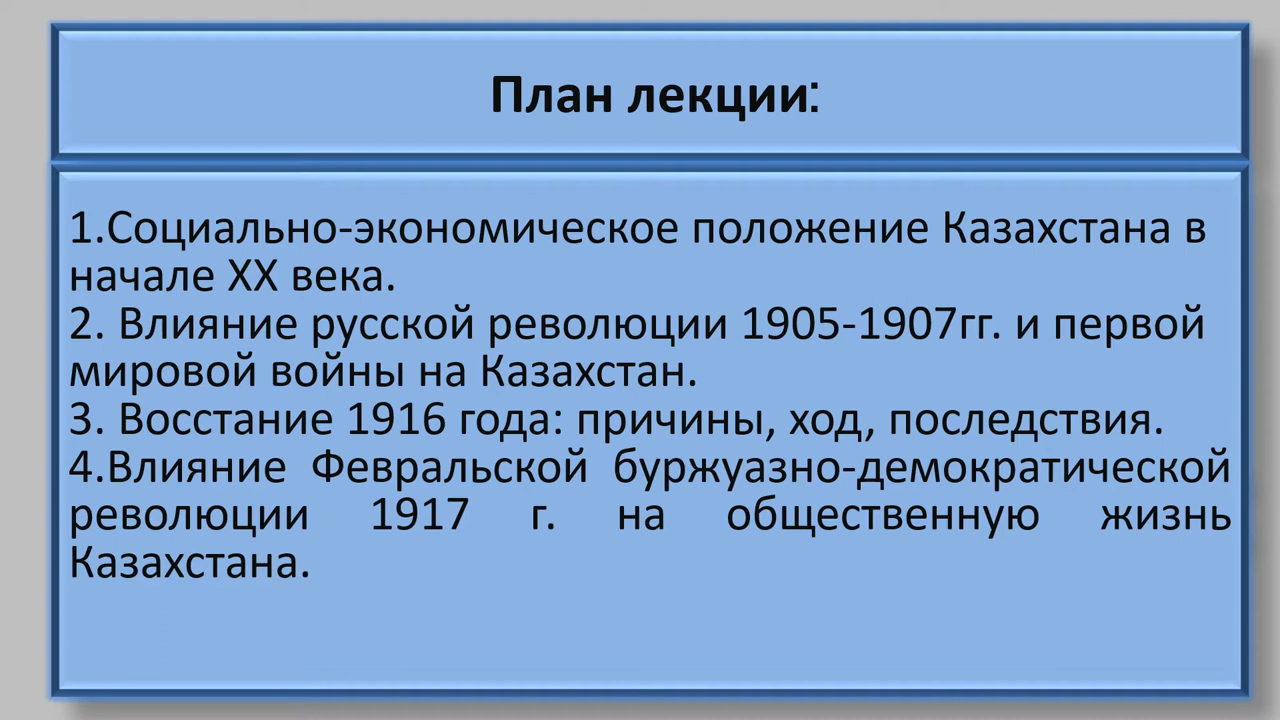 План лекции:
1.Социально-экономическое положение Казахстана в
начале XX века.
2. Влияние русской революции 1905-1907гг. и первой
мировой войны на Казахстан.
3. Восстание 1916 года: причины, ход, последствия.
4.Влияние Февральской буржуазно-демократической
революции 1917 г. на общественную жизнь
Казахстана.